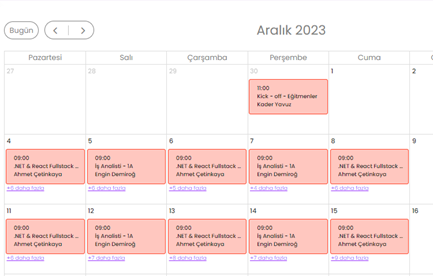 Bugün
Aralık 2023
Pazartesi Salı Çarşamba Perşembe Cuma
27 28 29 30 1 2
11:00
Kick - off - Eğitmenler
Kader Yavuz
4 5 6 7 8 9
09:00 09:00 09:00 09:00 09:00
.NET & React Fullstack ... İş Analisti - 1A .NET & React Fullstack ... İş Analisti - 1A .NET & React Fullstack ...
Ahmet Çetinkaya Engin Demiroğ Ahmet Çetinkaya Engin Demiroğ Ahmet Çetinkaya
+6 daha fazla +6 daha fazla +5 daha fazla +7 daha fazla +6 daha fazla
11 12 13 14 15 16
09:00 09:00 09:00 09:00 09:00
.NET & React Fullstack ... İş Analisti - 1A .NET & React Fullstack ... İş Analisti - 1A .NET & React Fullstack ...
Ahmet Çetinkaya Engin Demiroğ Ahmet Çetinkaya Engin Demiroğ Ahmet Çetinkaya
+6 daha fazla +7 daha fazla +8 daha fazla +7 daha fazla +9 daha fazla